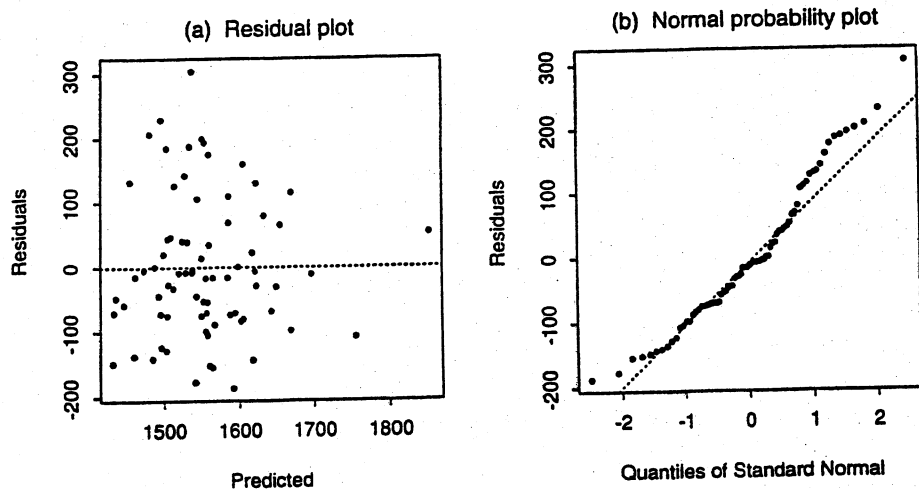 (a) Residual plot
300
200
100
0
-100
-200
Residuals
1500 1600 1700 1800
Predicted
(b) Normal probability plot
300
200
100
0
-100
-200
Residuals
-2 -1 0 1 2
Quantiles of Standard Normal